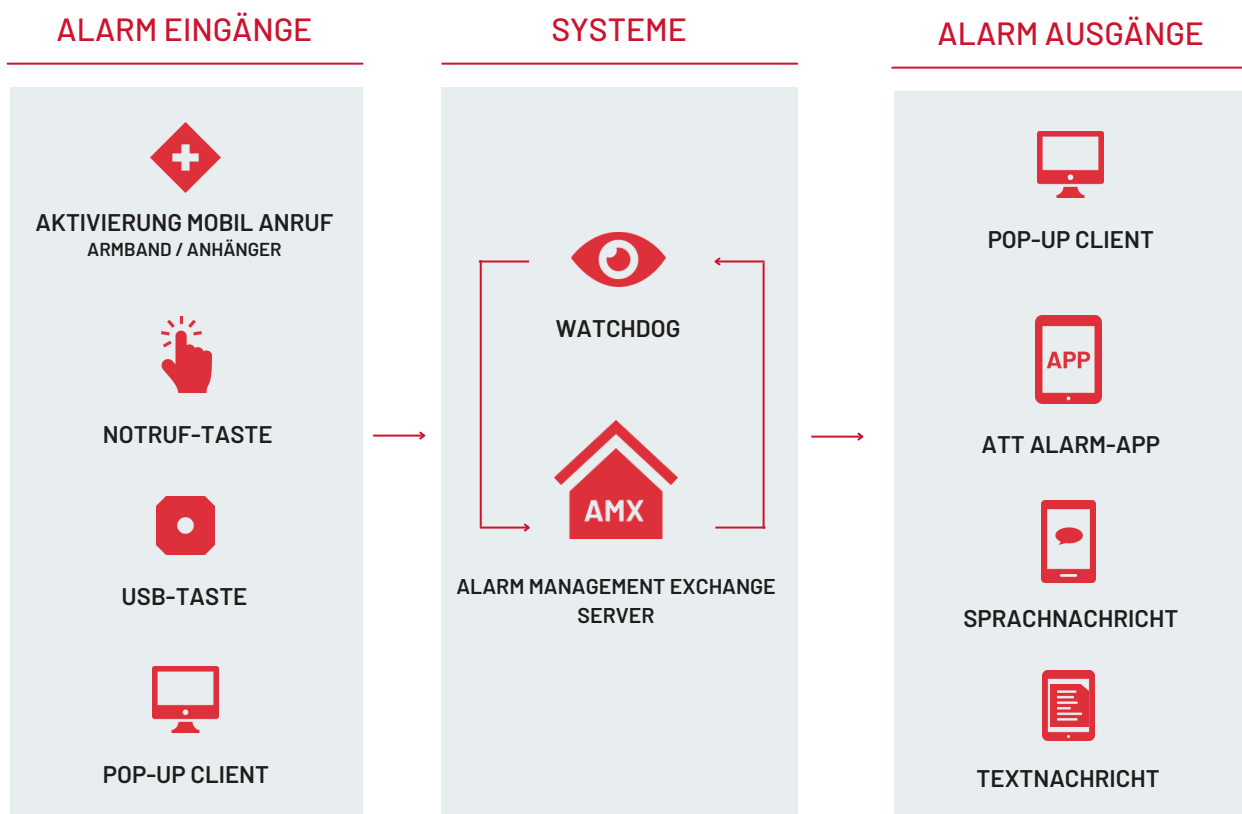 ALARM EINGÄNGE
AKTIVIERUNG MOBIL ANRUF
ARMBAND / ANHÄNGER
NOTRUF-TASTE
USB-TASTE
POP-UP CLIENT
SYSTEME
WATCHDOG
AMX
ALARM MANAGEMENT EXCHANGE
SERVER
ALARM AUSGÄNGE
POP-UP CLIENT
APP
ATT ALARM-APP
SPRACHNACHRICHT
TEXTNACHRICHT